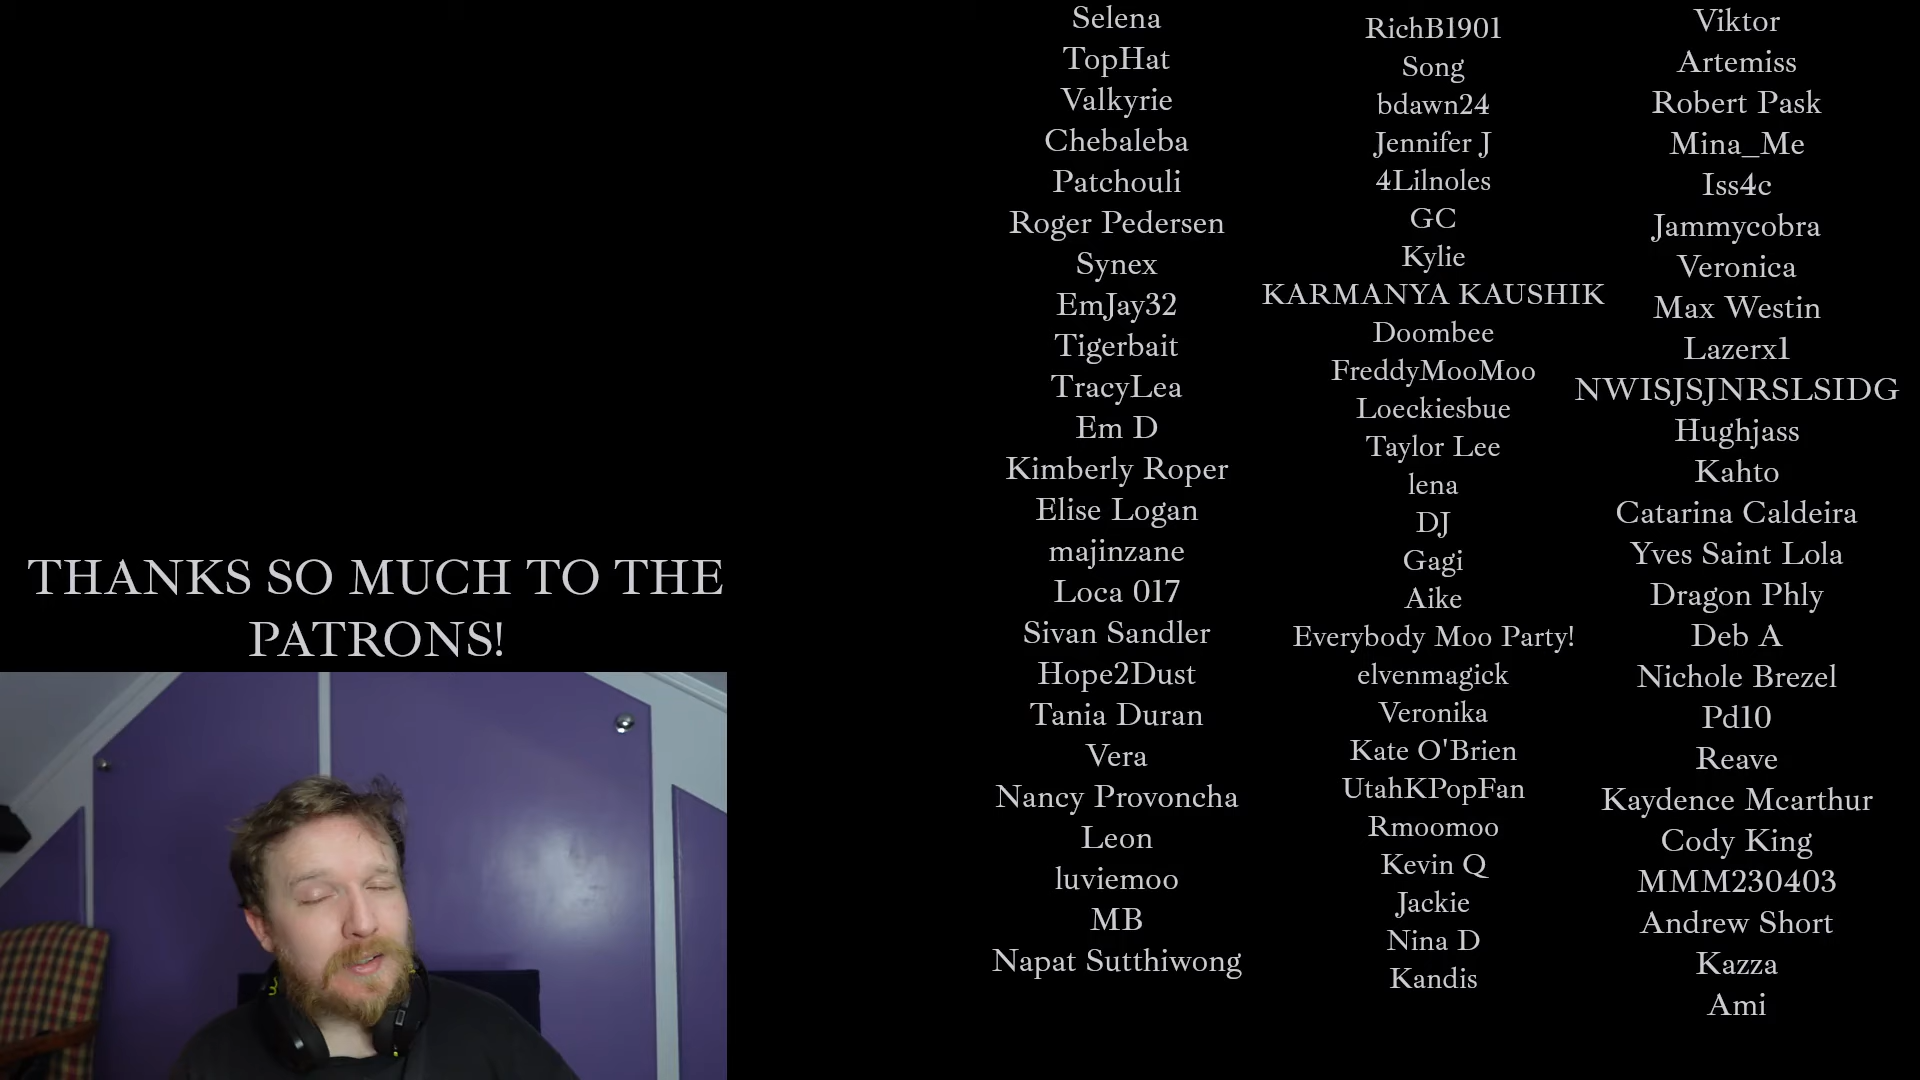 THANKS SO MUCH TO THE
PATRONS!
Selena
TopHat
Valkyrie
Chebaleba
Patchouli
Roger Pedersen
Synex
EmJay32
Tigerbait
TracyLea
Em D
Kimberly Roper
Elise Logan
majinzane
Loca 017
Sivan Sandler
Hope2Dust
Tania Duran
Vera
Nancy Provoncha
Leon
luviemoo
MB
Napat Sutthiwong
RichB1901
Song
bdawn24
Jennifer J
4Lilnoles
GC
Kylie
KARMANYA KAUSHIK
Doombee
FreddyMooMoo
Loeckiesbue
Taylor Lee
lena
DJ
Gagi
Aike
Everybody Moo Party!
elvenmagick
Veronika
Kate O'Brien
UtahKPopFan
Rmoomoo
Kevin Q
Jackie
Nina D
Kandis
Viktor
Artemiss
Robert Pask
Mina_Me
Iss4c
Jammycobra
Veronica
Max Westin
Lazerx1
NWISJSJNRSLSIDG
Hughjass
Kahto
Catarina Caldeira
Yves Saint Lola
Dragon Phly
Deb A
Nichole Brezel
Pd10
Reave
Kaydence Mcarthur
Cody King
MMM230403
Andrew Short
Kazza
Ami